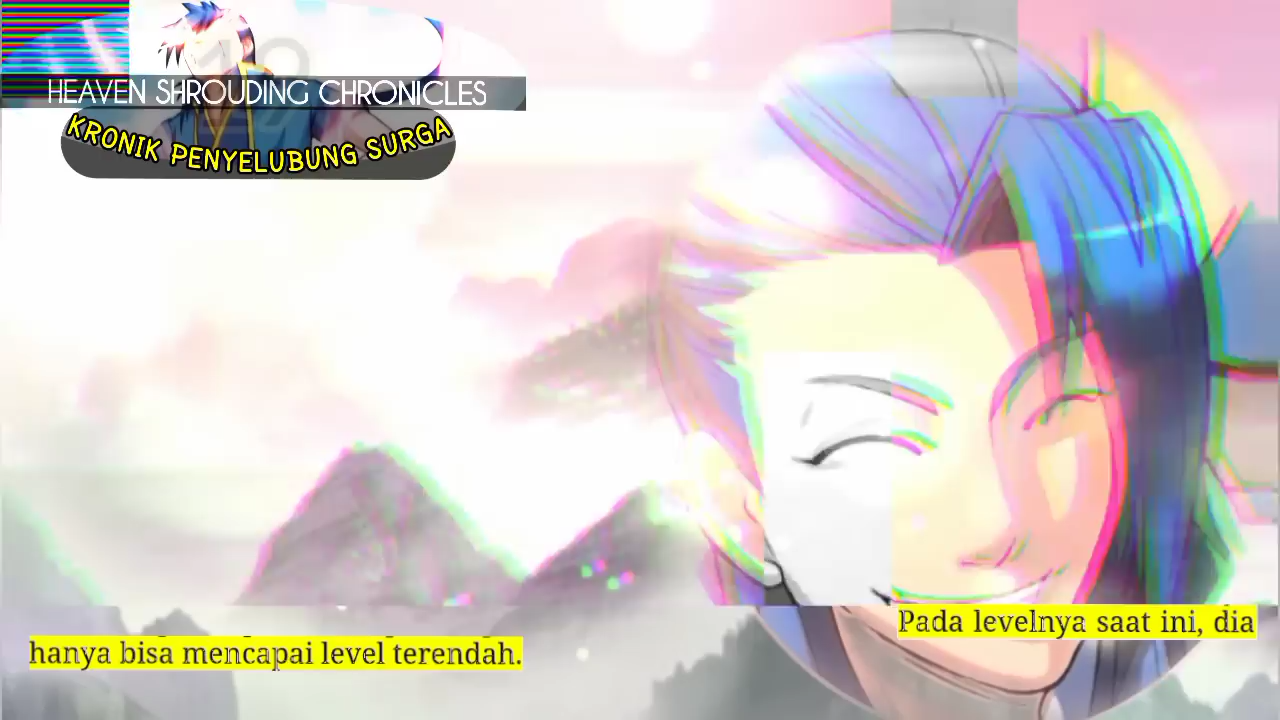 HEAVEN SHROUDING CHRONICLES
KRONIK PENYELUBUNG SURGA
Pada levelnya saat ini, dia
hanya bisa mencapai level terendah.